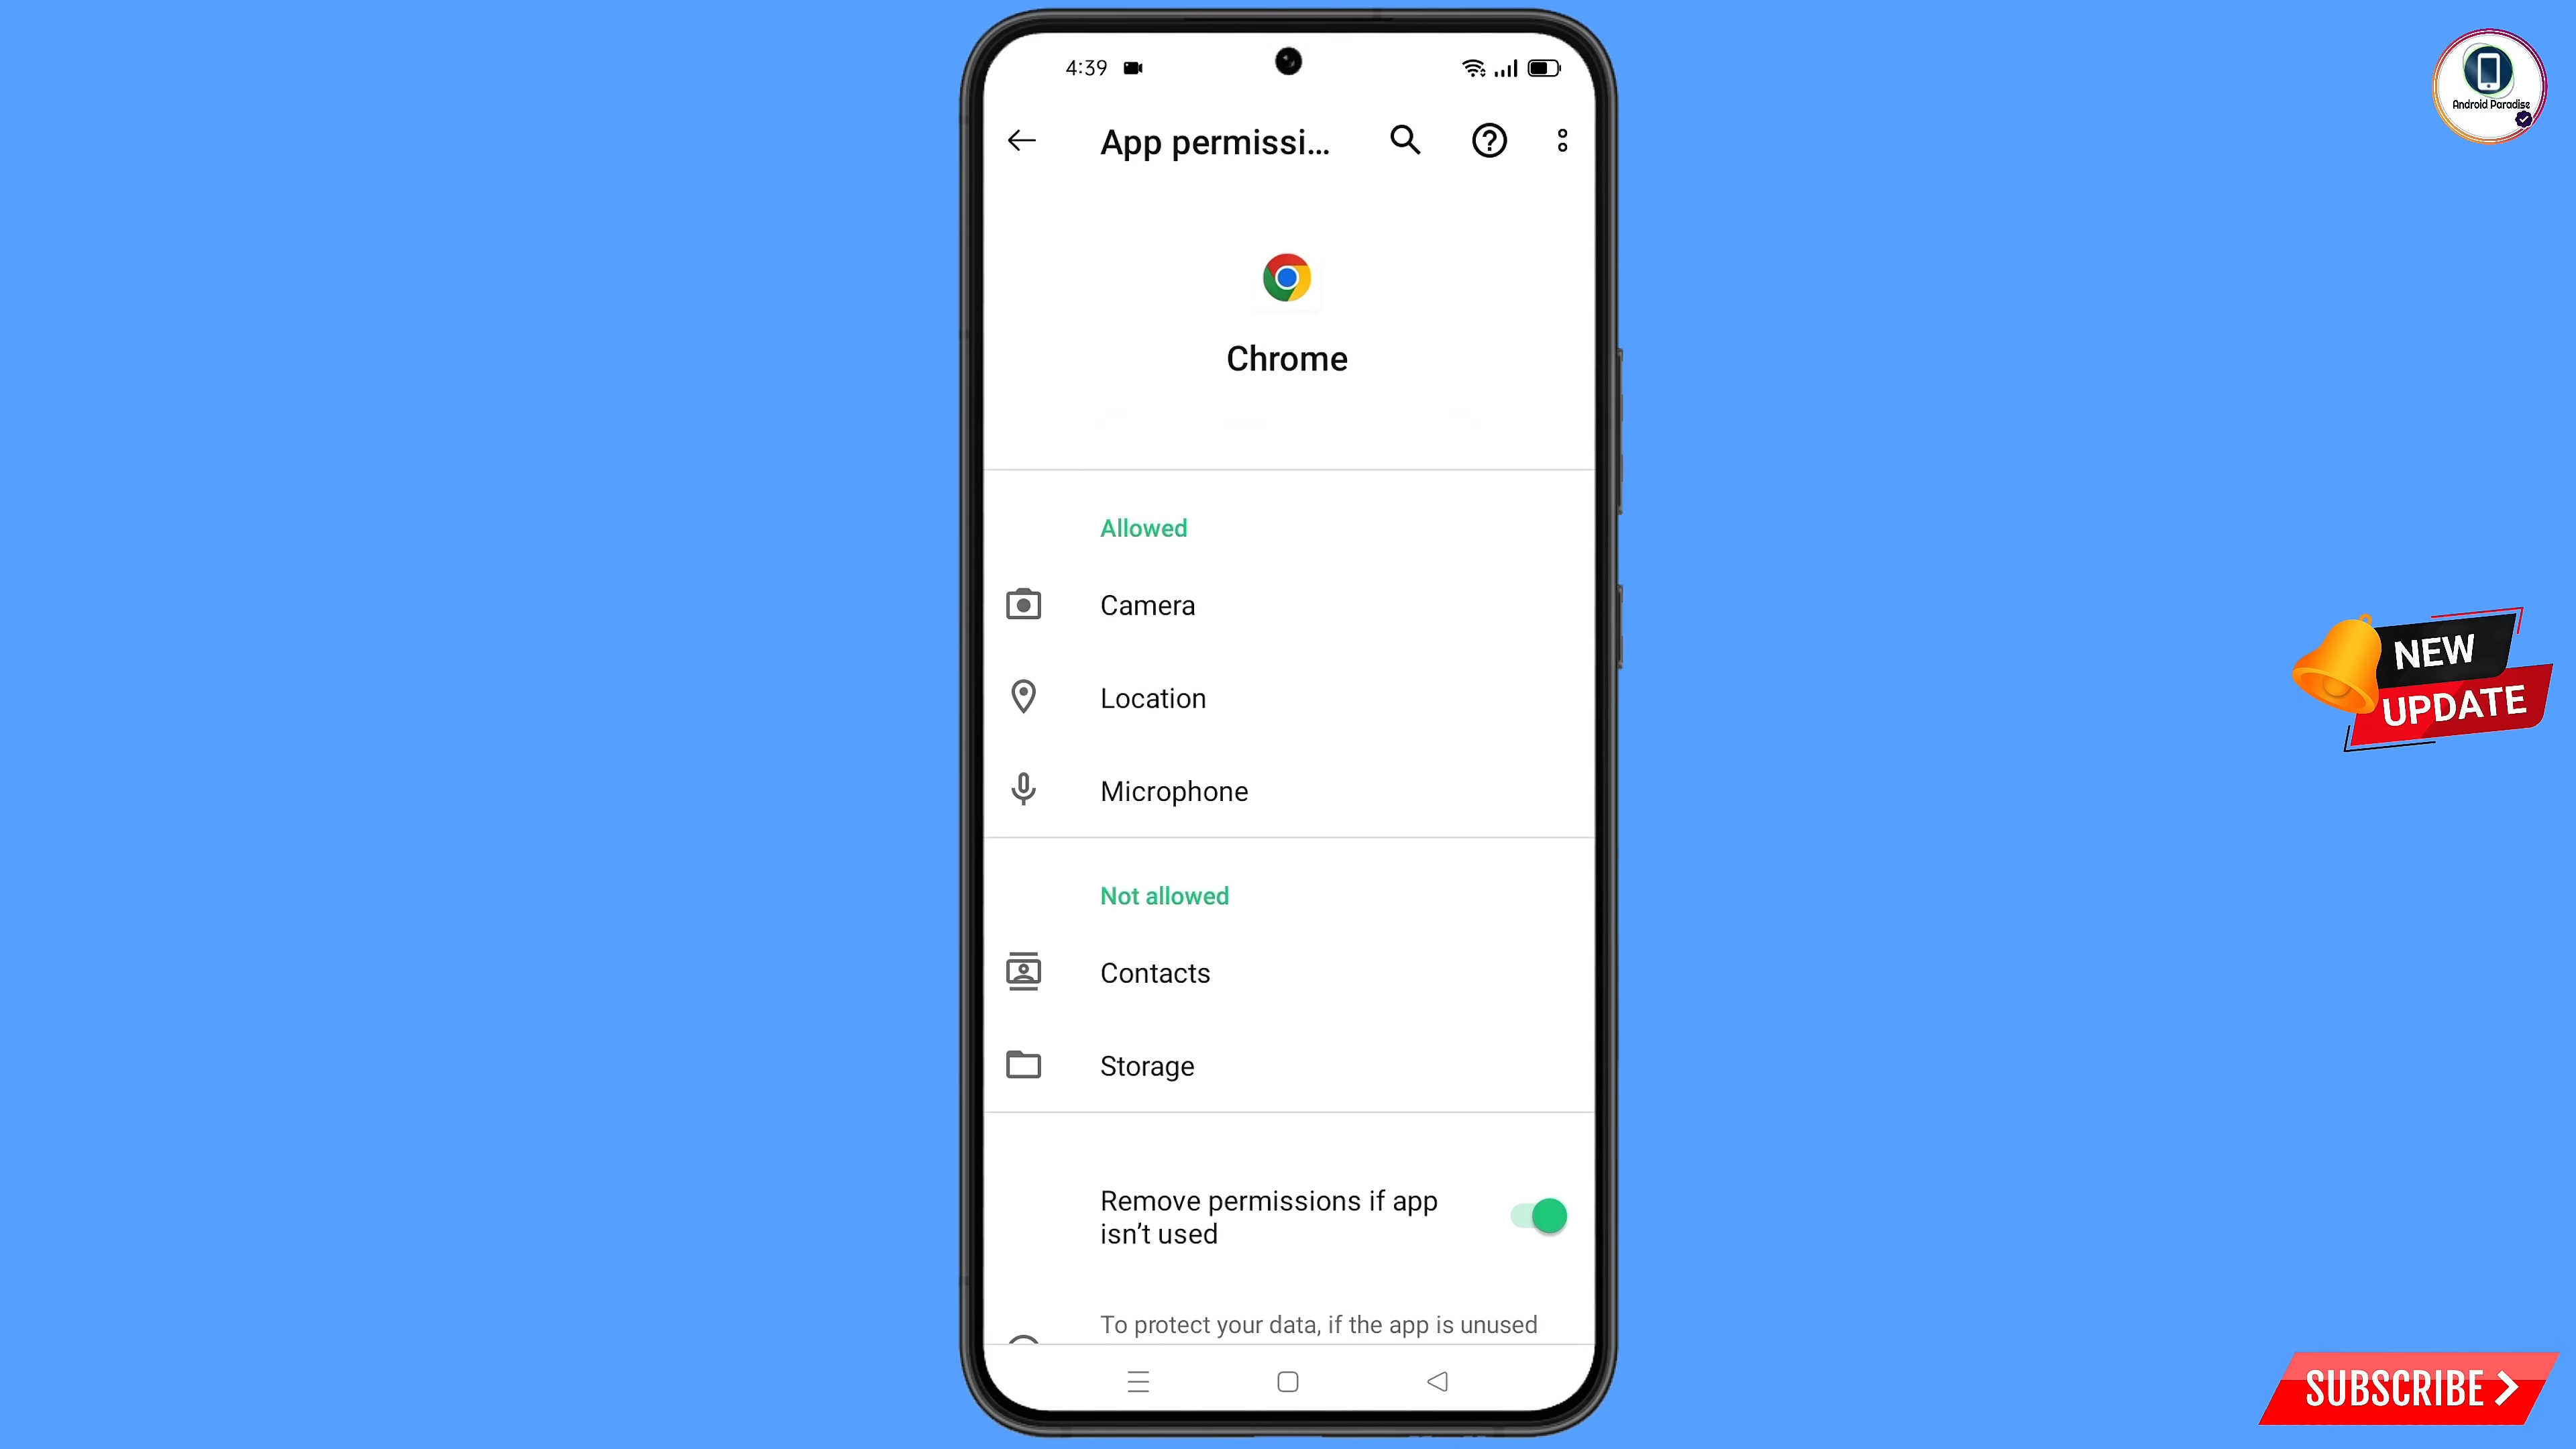 4:39
App permissi...
Chrome
Allowed
Camera
Location
Microphone
Not allowed
Contacts
Storage
Remove permissions if app
isn't used
To protect your data, if the app is unused
Android Paradise
NEW
UPDATE
SUBSCRIBE